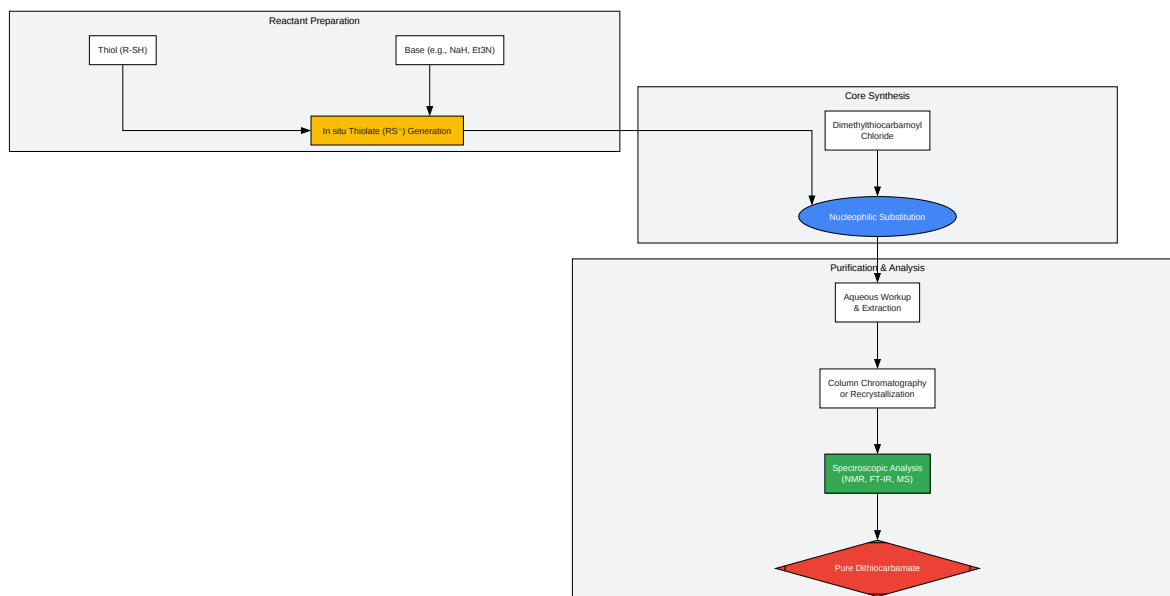 Reactant Preparation
Thiol (R-SH)
Base (e.g., NaH, Et3N)
In situ Thiolate (RS⁻) Generation
Core Synthesis
Dimethylthiocarbamoyl
Chloride
Nucleophilic Substitution
Purification & Analysis
Aqueous Workup
& Extraction
Column Chromatography
or Recrystallization
Spectroscopic Analysis
(NMR, FT-IR, MS)
Pure Dithiocarbamate